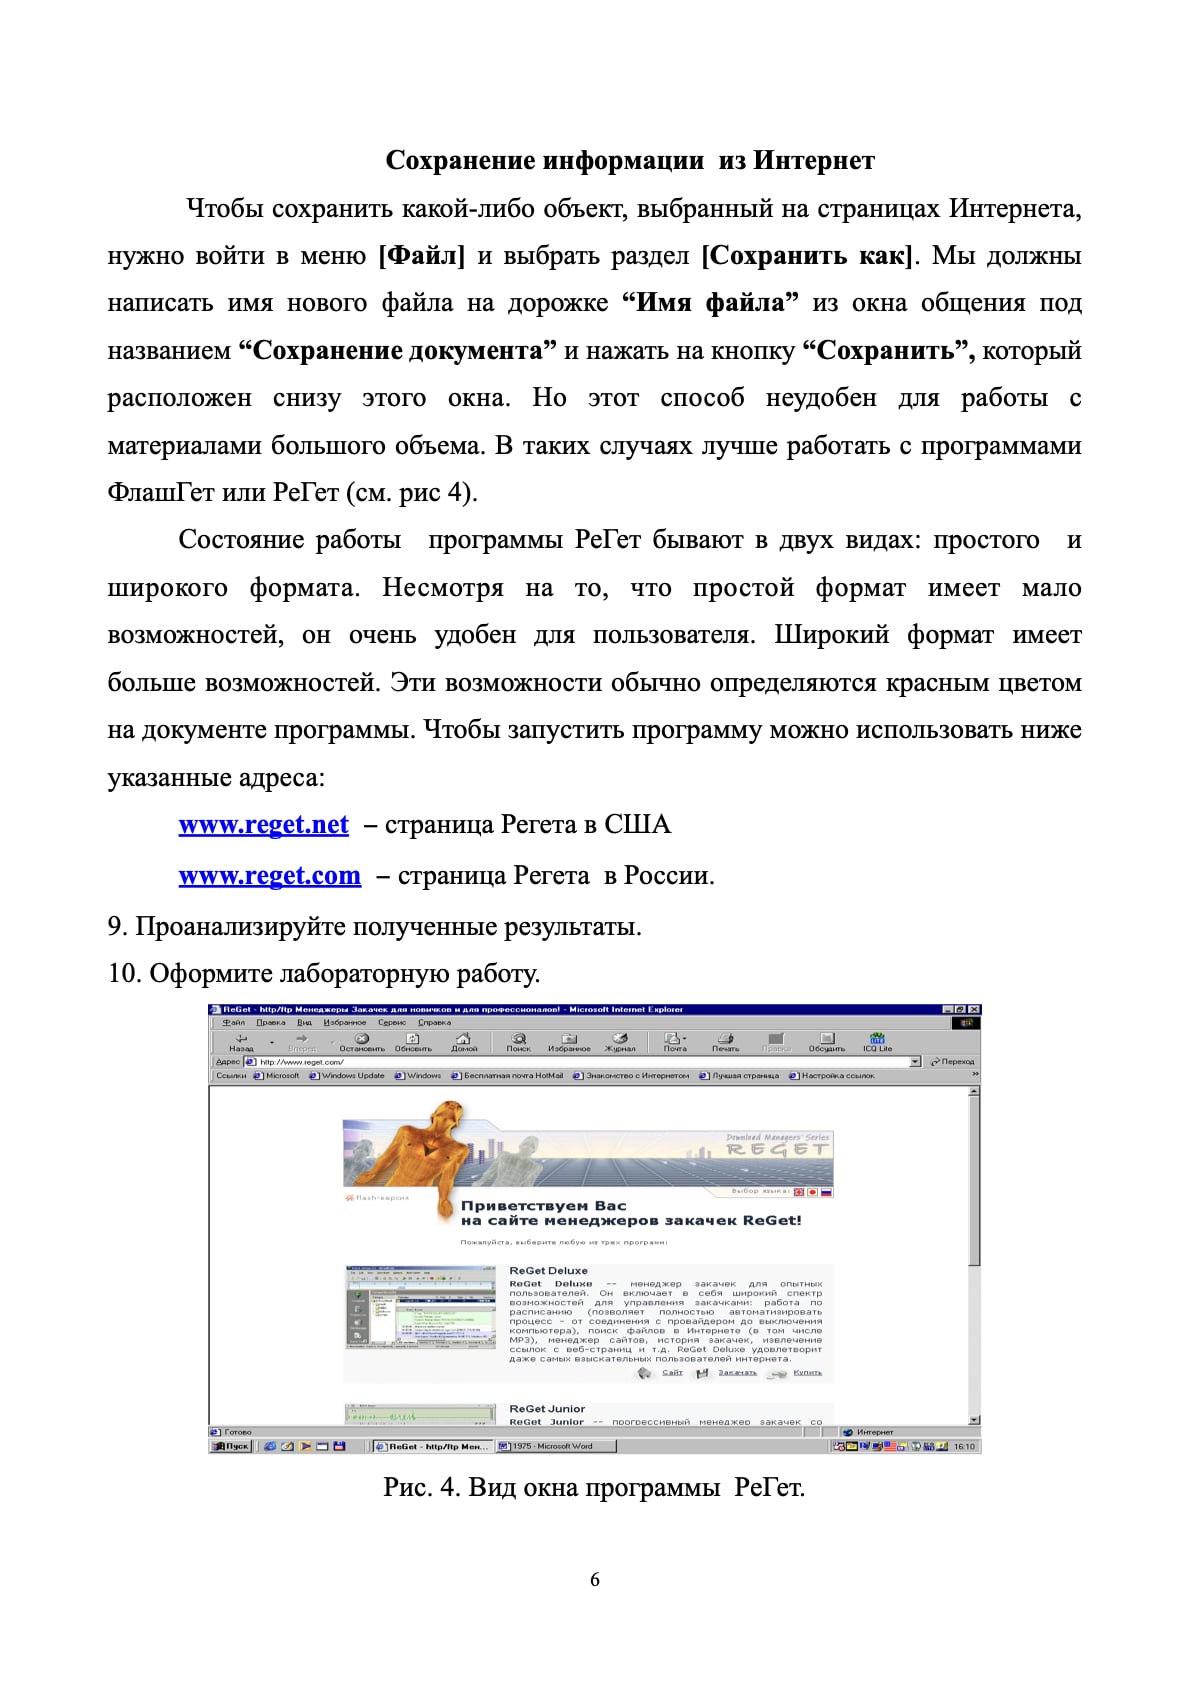 Сохранение информации из Интернет
Чтобы сохранить какой-либо объект, выбранный на страницах Интернета,
нужно войти в меню [Файл] и выбрать раздел [Сохранить как]. Мы должны
написать имя нового файла на дорожке “Имя файла” из окна общения под
названием “Сохранение документа” и нажать на кнопку “Сохранить”, который
расположен снизу этого окна. Но этот способ неудобен для работы с
материалами большого объема. В таких случаях лучше работать с программами
ФлашГет или РеГет (см. рис 4).
Состояние работы программы РеГет бывают в двух видах: простого и
широкого формата. Несмотря на то, что простой формат имеет мало
возможностей, он очень удобен для пользователя. Широкий формат имеет
больше возможностей. Эти возможности обычно определяются красным цветом
на документе программы. Чтобы запустить программу можно использовать ниже
указанные адреса:
www.reget.net – страница Регета в США
www.reget.com – страница Регета в России.
9. Проанализируйте полученные результаты.
10. Оформите лабораторную работу.
ReGet - http/ftp Менеджеры Закачек для новичков и для профессионалов! - Microsoft Internet Explorer
Файл Правка Вид Избранное Сервис Справка
Назад Вперед Остановить Обновить Домой Поиск Избранное Журнал Почта Печать Правка Обсудить ICQ Lite
Адрес http://www.reget.com/ Переход
Ссылки Microsoft Windows Update Windows Бесплатная почта HotMail Знакомство с Интернетом Лучшая страница Настройка ссылок
Download Managers Series
REGET
flash-версия Выбор языка:
Приветствуем Вас
на сайте менеджеров закачек ReGet!
Пожалуйста, выберите любую из трех программ:
ReGet Deluxe
ReGet Deluxe -- менеджер закачек для опытных
пользователей. Он включает в себя широкий спектр
возможностей для управления закачками: работа по
расписанию (позволяет полностью автоматизировать
процесс - от соединения с провайдером до выключения
компьютера), поиск файлов в Интернете (в том числе
MP3), менеджер сайтов, история закачек, извлечение
ссылок с веб-страниц и т.д. ReGet Deluxe удовлетворит
даже самых взыскательных пользователей интернета.
Сайт Закачать Купить
ReGet Junior
ReGet Junior -- прогрессивный менеджер закачек со
Готово Интернет
Пуск ReGet - http/ftp Мен... 1975 - Microsoft Word 16:10
Рис. 4. Вид окна программы РеГет.
6